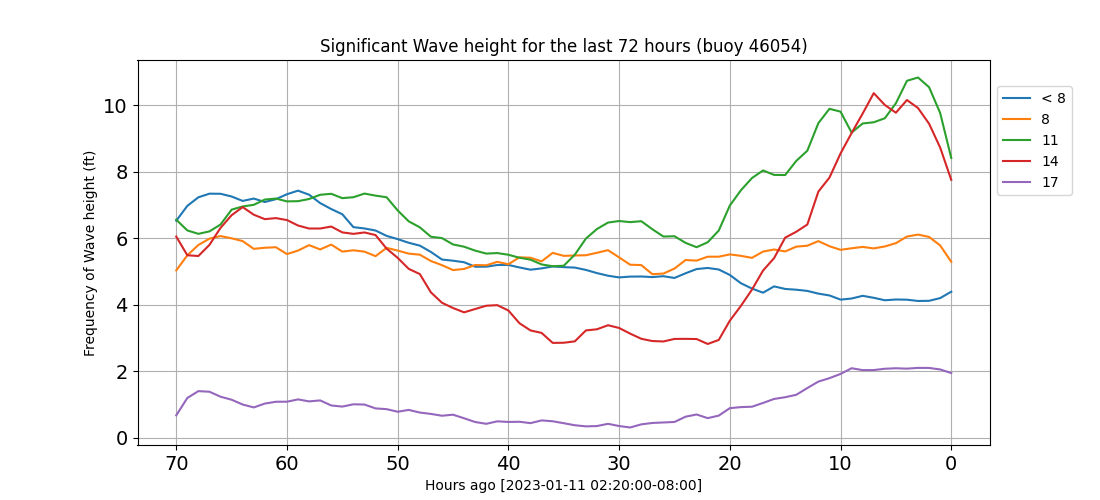 Significant Wave height for the last 72 hours (buoy 46054)
Frequency of Wave height (ft)
10
8
6
4
2
0
70 60 50 40 30 20 10 0
Hours ago [2023-01-11 02:20:00-08:00]
< 8
8
11
14
17